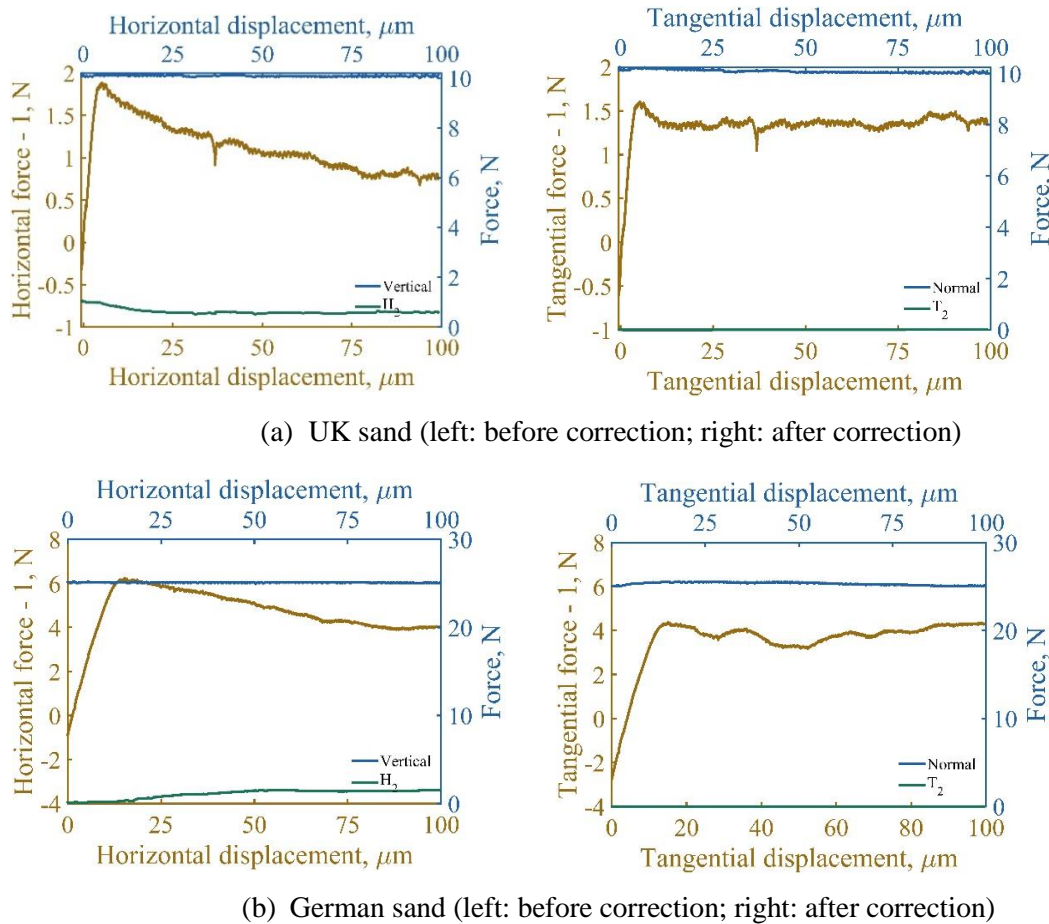 Horizontal displacement, μm
0 25 50 75 100
Horizontal force - 1, N
2
1.5
1
0.5
0
-0.5
-1
10
8
6
4
2
0
Force, N
Vertical
H2
0 25 50 75 100
Horizontal displacement, μm
Tangential displacement, μm
0 25 50 75 100
Tangential force - 1, N
2
1.5
1
0.5
0
-0.5
-1
10
8
6
4
2
0
Force, N
Normal
T2
0 25 50 75 100
Tangential displacement, μm
(a) UK sand (left: before correction; right: after correction)
Horizontal displacement, μm
0 25 50 75 100
Horizontal force - 1, N
8
6
4
2
0
-2
-4
30
20
10
0
Force, N
Vertical
H2
0 25 50 75 100
Horizontal displacement, μm
Tangential displacement, μm
0 25 50 75 100
Tangential force - 1, N
8
6
4
2
0
-2
-4
30
20
10
0
Force, N
Normal
T2
0 20 40 60 80 100
Tangential displacement, μm
(b) German sand (left: before correction; right: after correction)